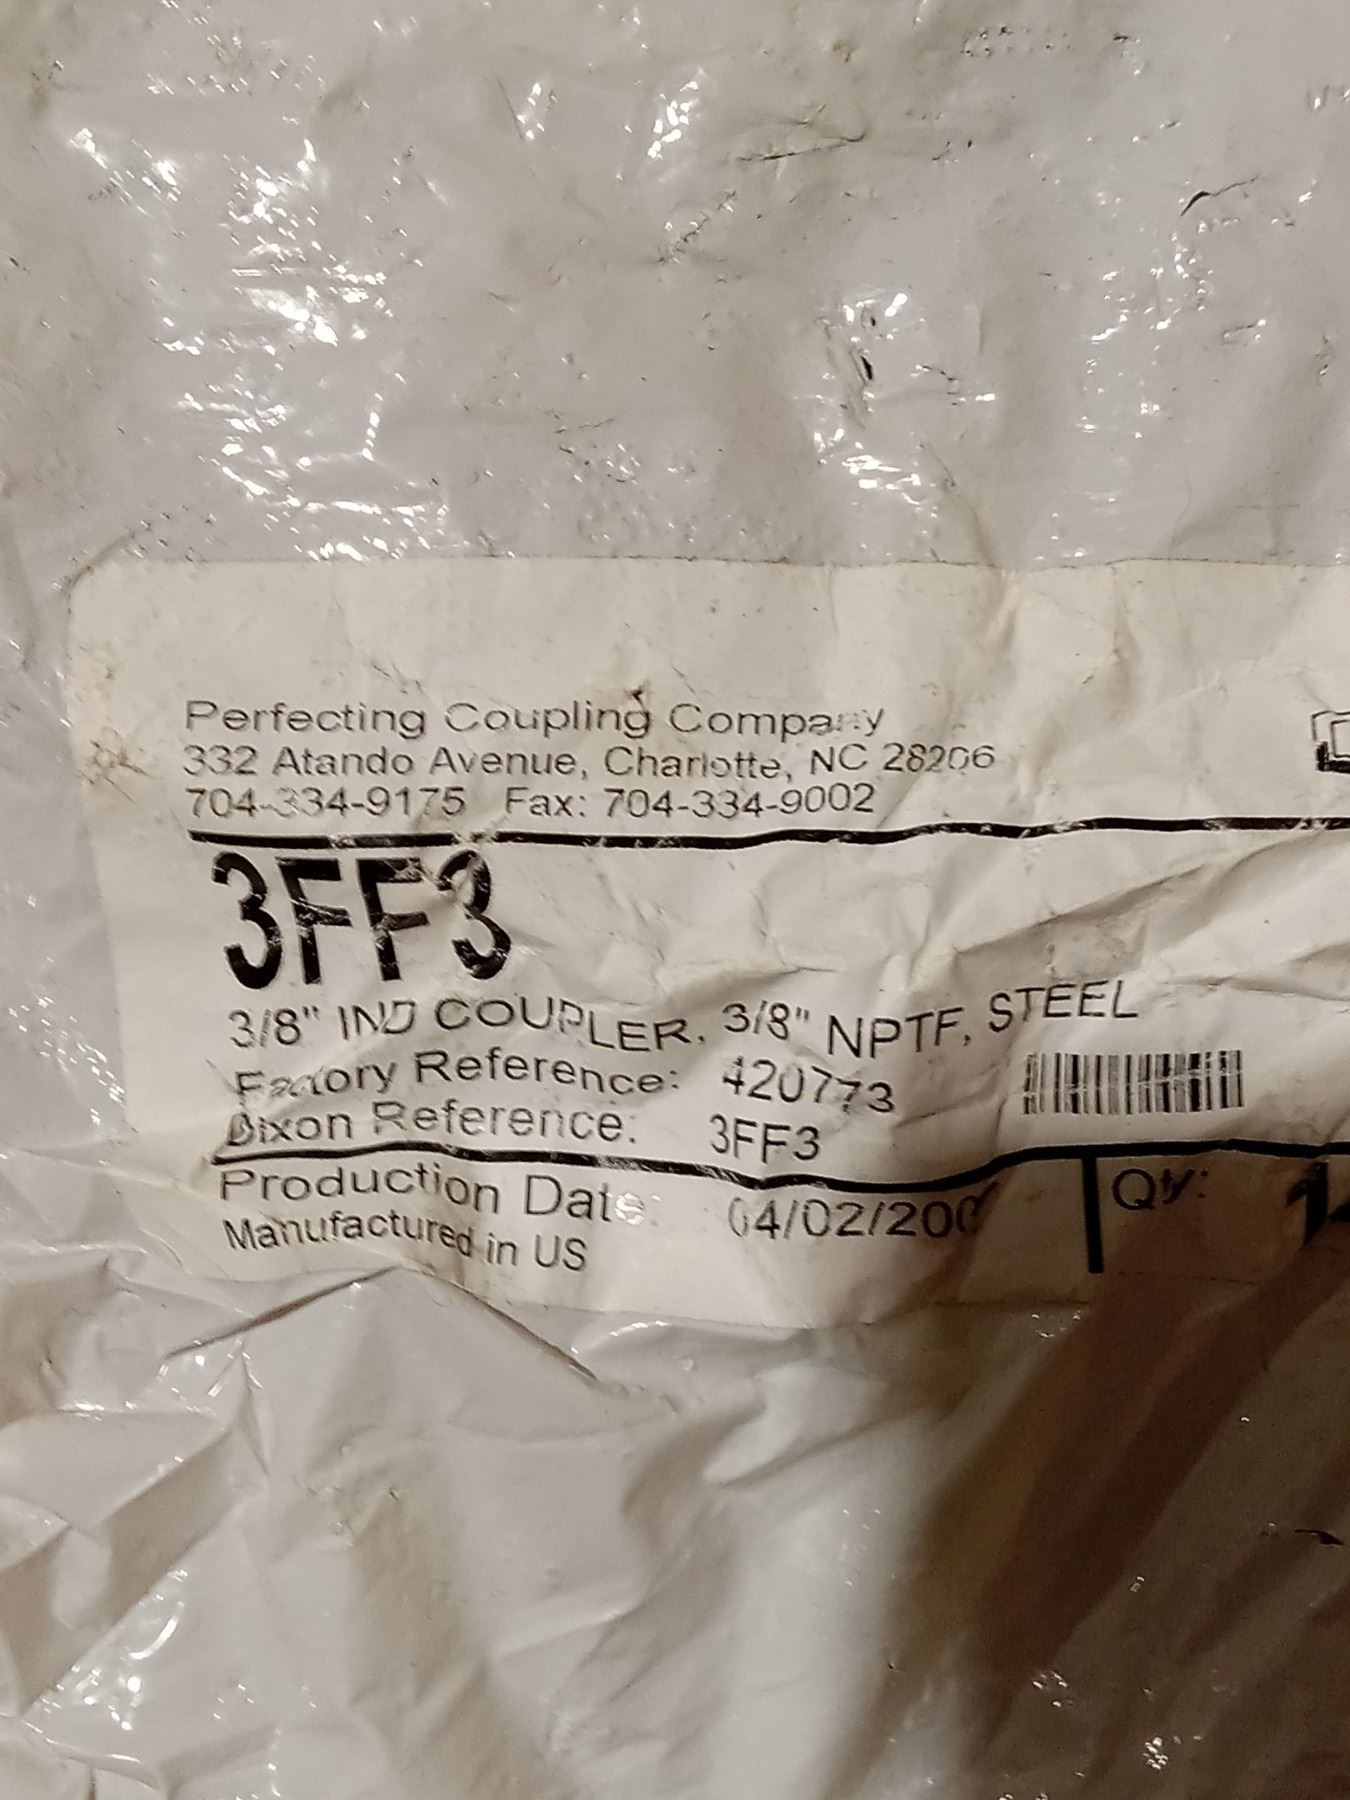 Perfecting Coupling Company
332 Atando Avenue, Charlotte, NC 28206
704-334-9175 Fax: 704-334-9002
3FF3
3/8" IND COUPLER, 3/8" NPTF, STEEL
Factory Reference: 420773
Dixon Reference: 3FF3
Production Date: Qty:
Manufactured in US